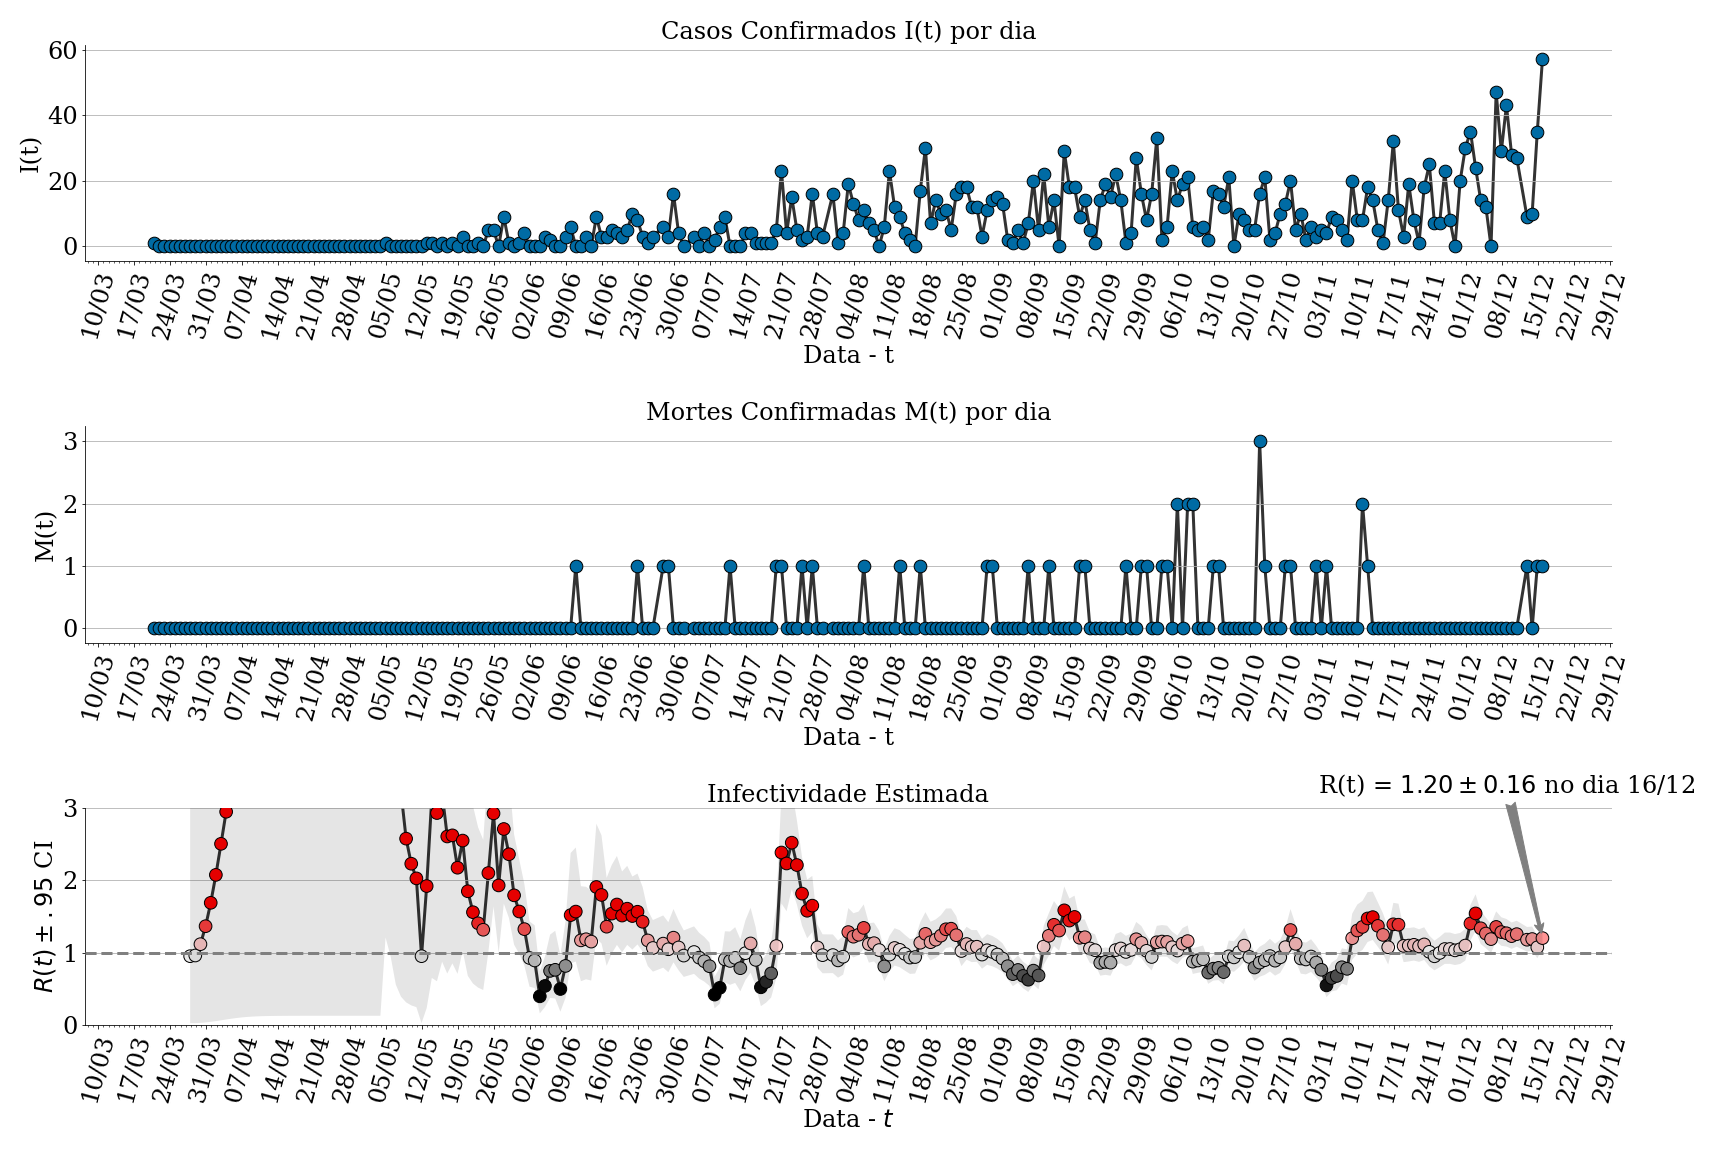 Casos Confirmados I(t) por dia
60
40
20
0
I(t)
10/03 17/03 24/03 31/03 07/04 14/04 21/04 28/04 05/05 12/05 19/05 26/05 02/06 09/06 16/06 23/06 30/06 07/07 14/07 21/07 28/07 04/08 11/08 18/08 25/08 01/09 08/09 15/09 22/09 29/09 06/10 13/10 20/10 27/10 03/11 10/11 17/11 24/11 01/12 08/12 15/12 22/12 29/12
Data - t
Mortes Confirmadas M(t) por dia
3
2
1
0
M(t)
10/03 17/03 24/03 31/03 07/04 14/04 21/04 28/04 05/05 12/05 19/05 26/05 02/06 09/06 16/06 23/06 30/06 07/07 14/07 21/07 28/07 04/08 11/08 18/08 25/08 01/09 08/09 15/09 22/09 29/09 06/10 13/10 20/10 27/10 03/11 10/11 17/11 24/11 01/12 08/12 15/12 22/12 29/12
Data - t
R(t) = 1.20 ± 0.16 no dia 16/12
Infectividade Estimada
3
2
1
0
R(t) ± .95 CI
10/03 17/03 24/03 31/03 07/04 14/04 21/04 28/04 05/05 12/05 19/05 26/05 02/06 09/06 16/06 23/06 30/06 07/07 14/07 21/07 28/07 04/08 11/08 18/08 25/08 01/09 08/09 15/09 22/09 29/09 06/10 13/10 20/10 27/10 03/11 10/11 17/11 24/11 01/12 08/12 15/12 22/12 29/12
Data - t